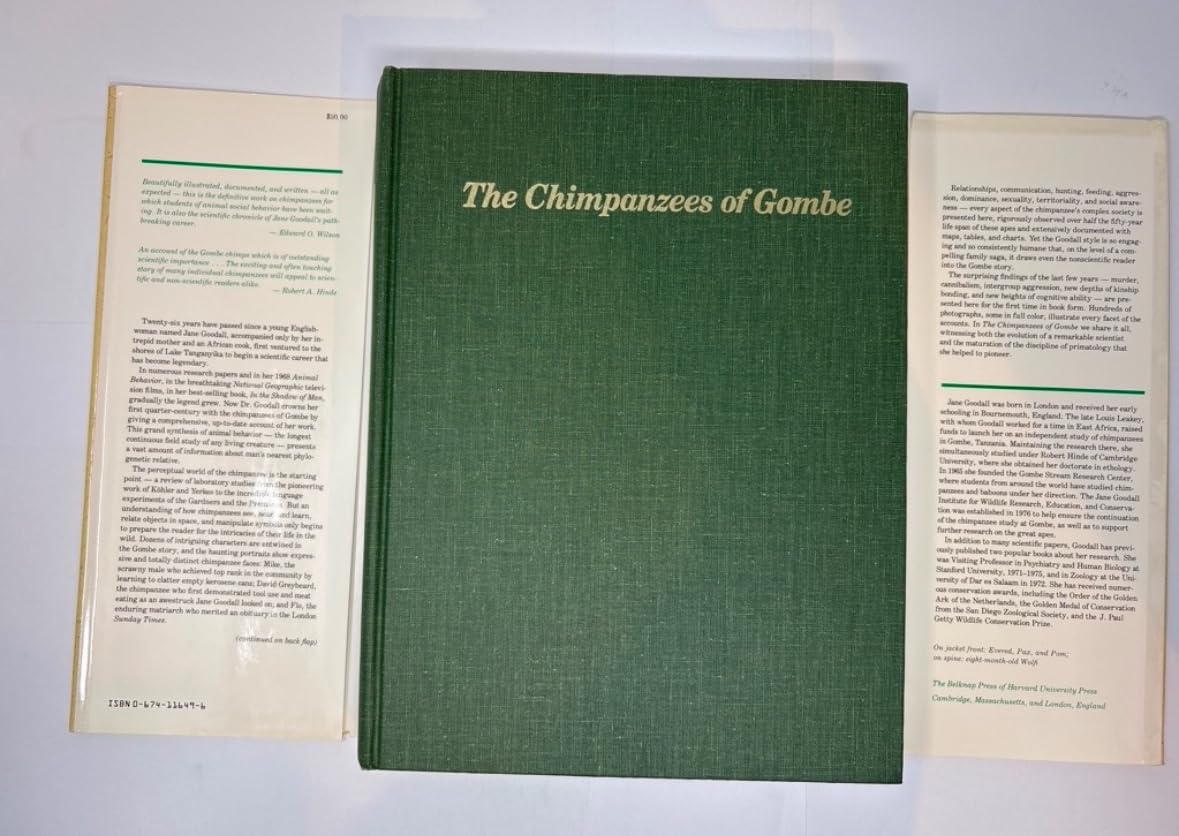 $30.00
Beautifully illustrated, documented, and written — all as
expected — this is the definitive work on chimpanzees for
which students of animal social behavior have been wait-
ing. It is also the scientific chronicle of Jane Goodall's path-
breaking career.
— Edward O. Wilson
An account of the Gombe chimps which is of outstanding
scientific importance . . . The exciting and often touching
story of many individual chimpanzees will appeal to scien-
tific and non-scientific readers alike.
— Robert A. Hinde
Twenty-six years have passed since a young English-
woman named Jane Goodall, accompanied only by her in-
trepid mother and an African cook, first ventured to the
shores of Lake Tanganyika to begin a scientific career that
has become legendary.
In numerous research papers and in her 1968 Animal
Behavior, in the breathtaking National Geographic televi-
sion films, in her best-selling book, In the Shadow of Man,
gradually the legend grew. Now Dr. Goodall crowns her
first quarter-century with the chimpanzees of Gombe by
giving a comprehensive, up-to-date account of her work.
This grand synthesis of animal behavior — the longest
continuous field study of any living creature — presents
a vast amount of information about man's nearest phylo-
genetic relative.
The perceptual world of the chimpanzee is the starting
point — a review of laboratory studies from the pioneering
work of Köhler and Yerkes to the incredible language
experiments of the Gardners and the Premacks. But an
understanding of how chimpanzees see, hear and learn,
relate objects in space, and manipulate symbols only begins
to prepare the reader for the intricacies of their life in the
wild. Dozens of intriguing characters are entwined in
the Gombe story, and the haunting portraits show expres-
sive and totally distinct chimpanzee faces: Mike, the
scrawny male who achieved top rank in the community by
learning to clatter empty kerosene cans; David Greybeard,
the chimpanzee who first demonstrated tool use and meat
eating as an awestruck Jane Goodall looked on; and Flo, the
enduring matriarch who merited an obituary in the London
Sunday Times.
(continued on back flap)
ISBN 0-674-11649-6
The Chimpanzees of Gombe
Relationships, communication, hunting, feeding, aggres-
sion, dominance, sexuality, territoriality, and social aware-
ness — every aspect of the chimpanzee's complex society is
presented here, rigorously observed over half the fifty-year
life span of these apes and extensively documented with
maps, tables, and charts. Yet the Goodall style is so engag-
ing and so consistently humane that, on the level of a com-
pelling family saga, it draws even the nonscientific reader
into the Gombe story.
The surprising findings of the last few years — murder,
cannibalism, intergroup aggression, new depths of kinship
bonding, and new heights of cognitive ability — are pre-
sented here for the first time in book form. Hundreds of
photographs, some in full color, illustrate every facet of the
accounts. In The Chimpanzees of Gombe we share it all,
witnessing both the evolution of a remarkable scientist
and the maturation of the discipline of primatology that
she helped to pioneer.
Jane Goodall was born in London and received her early
schooling in Bournemouth, England. The late Louis Leakey,
with whom Goodall worked for a time in East Africa, raised
funds to launch her on an independent study of chimpanzees
in Gombe, Tanzania. Maintaining the research there, she
simultaneously studied under Robert Hinde of Cambridge
University, where she obtained her doctorate in ethology.
In 1965 she founded the Gombe Stream Research Center,
where students from around the world have studied chim-
panzees and baboons under her direction. The Jane Goodall
Institute for Wildlife Research, Education, and Conserva-
tion was established in 1976 to help ensure the continuation
of the chimpanzee study at Gombe, as well as to support
further research on the great apes.
In addition to many scientific papers, Goodall has previ-
ously published two popular books about her research. She
was Visiting Professor in Psychiatry and Human Biology at
Stanford University, 1971–1975, and in Zoology at the Uni-
versity of Dar es Salaam in 1972. She has received numer-
ous conservation awards, including the Order of the Golden
Ark of the Netherlands, the Golden Medal of Conservation
from the San Diego Zoological Society, and the J. Paul
Getty Wildlife Conservation Prize.
On jacket front: Evered, Pax, and Pom;
on spine: eight-month-old Wolfi
The Belknap Press of Harvard University Press
Cambridge, Massachusetts, and London, England